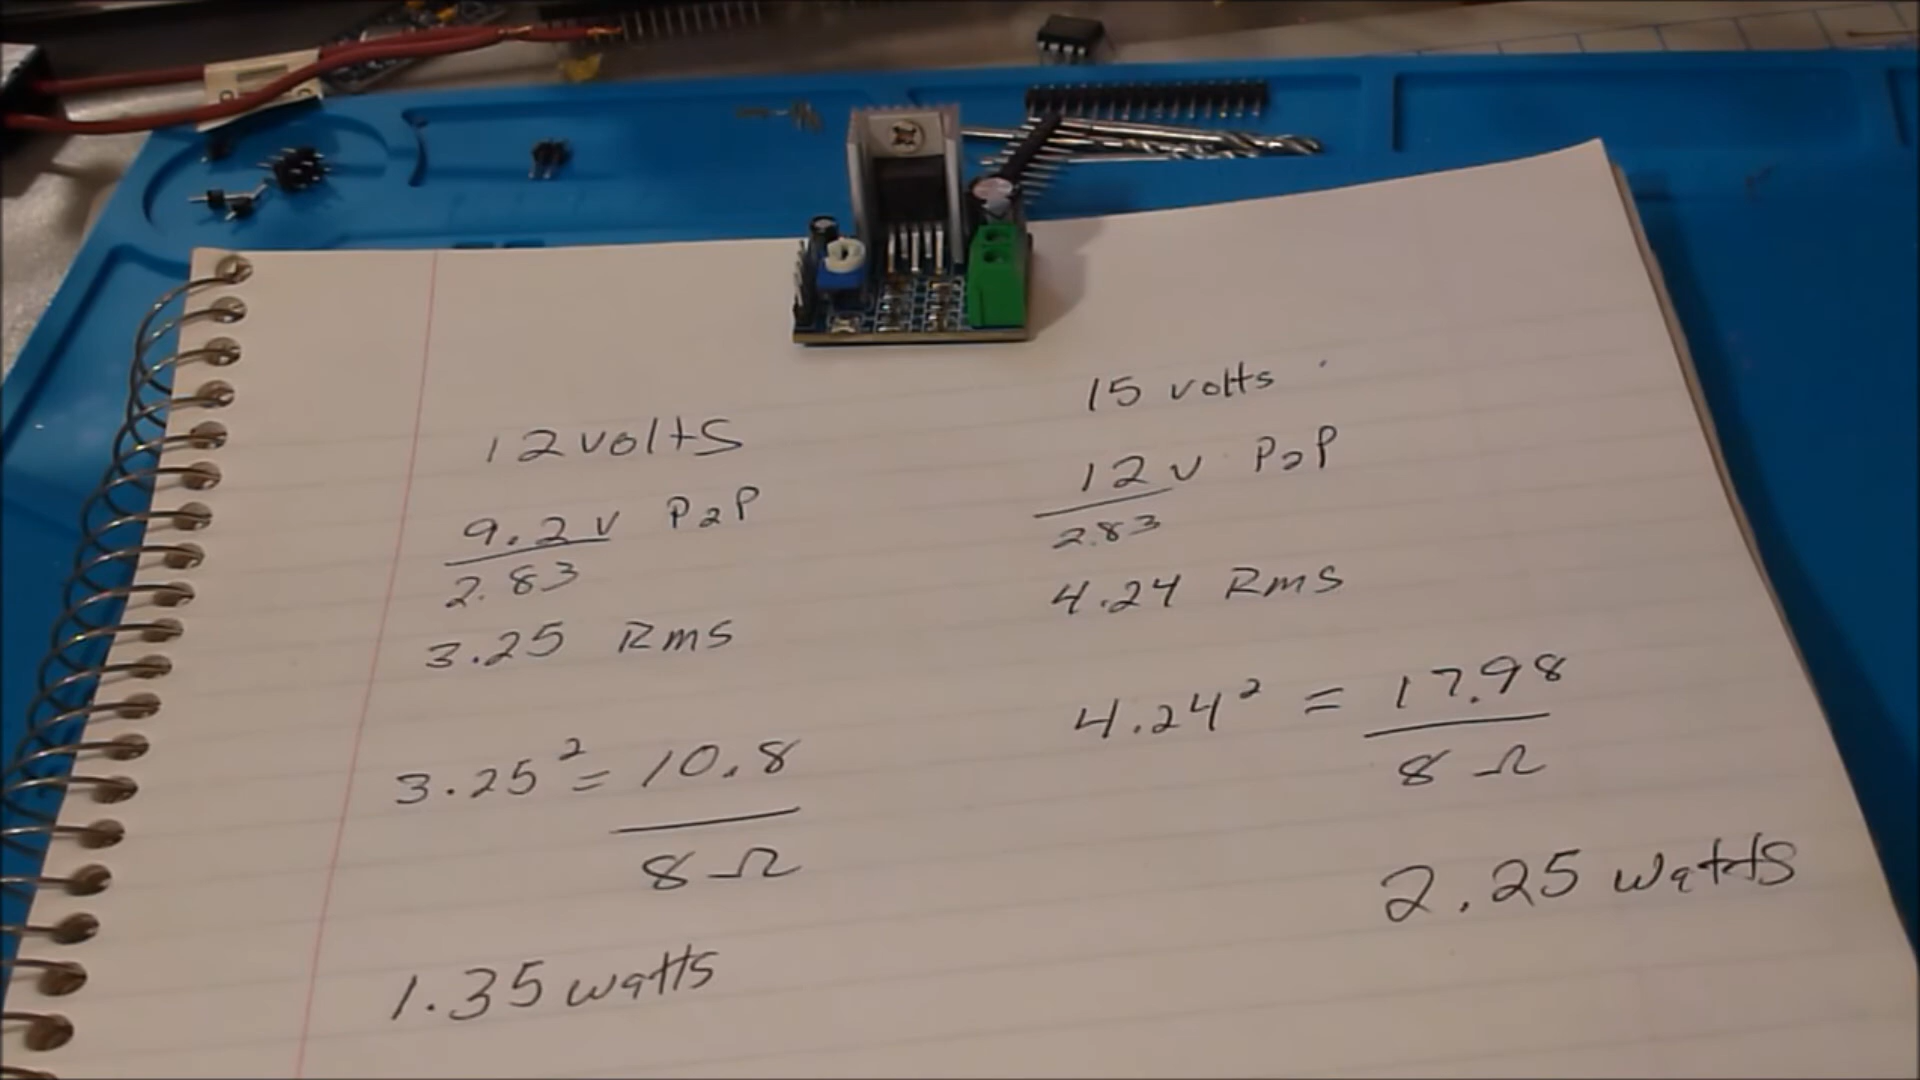 12 volts
9.2v P2P
2.83
3.25 Rms
3.25² = 10.8
8 Ω
1.35 watts
15 volts
12v P2P
2.83
4.24 Rms
4.24² = 17.98
8 Ω
2.25 watts